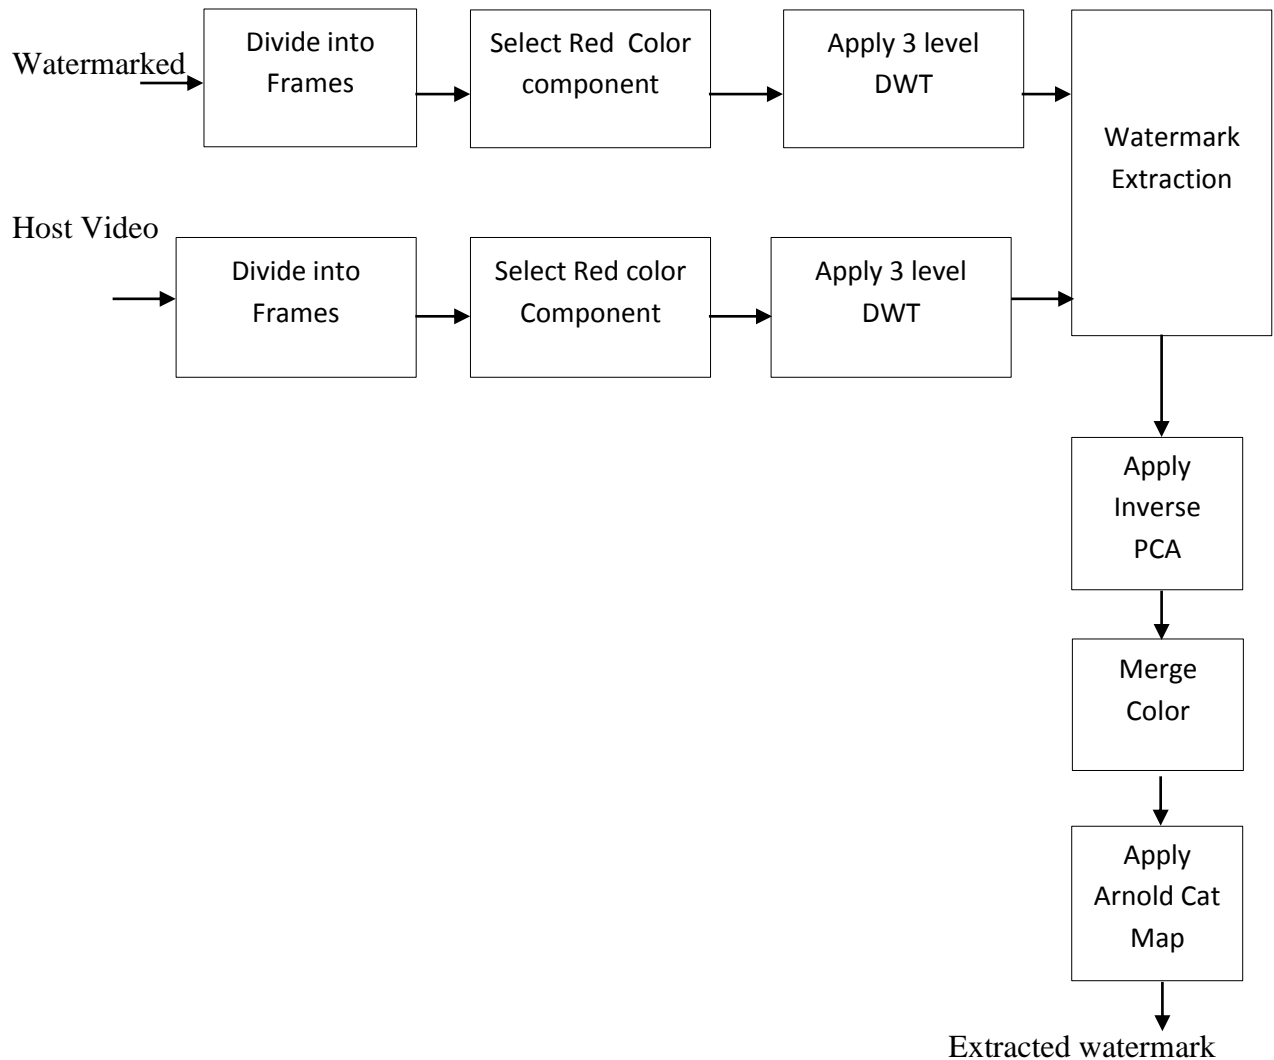 Watermarked
Divide into
Frames
Select Red Color
component
Apply 3 level
DWT
Watermark
Extraction
Host Video
Divide into
Frames
Select Red color
Component
Apply 3 level
DWT
Apply
Inverse
PCA
Merge
Color
Apply
Arnold Cat
Map
Extracted watermark